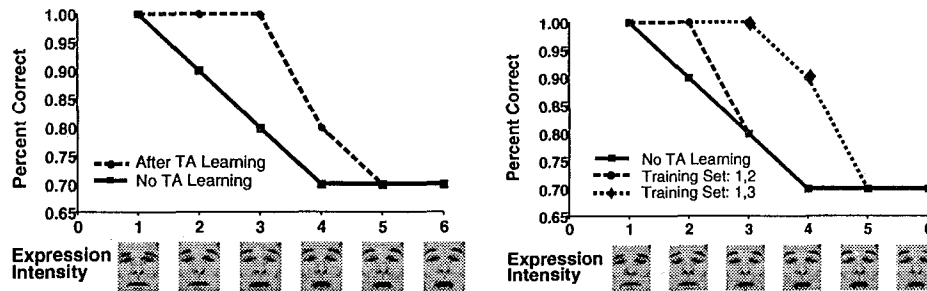 1.00
0.95
0.90
0.85
0.80
0.75
0.70
0.65
Percent Correct
After TA Learning
No TA Learning
0 1 2 3 4 5 6
Expression
Intensity
1.00
0.95
0.90
0.85
0.80
0.75
0.70
0.65
Percent Correct
No TA Learning
Training Set: 1,2
Training Set: 1,3
0 1 2 3 4 5 6
Expression
Intensity